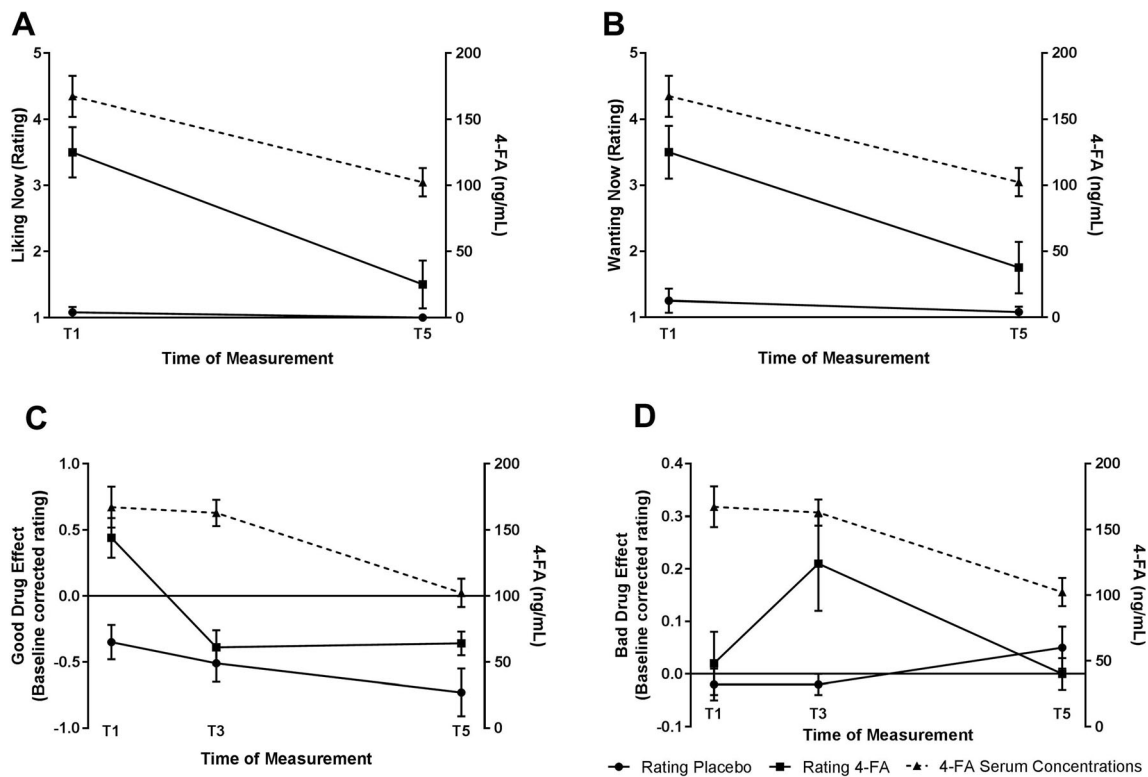 A
5
4
3
2
1
Liking Now (Rating)
200
150
100
50
0
4-FA (ng/mL)
T1
T5
Time of Measurement
B
5
4
3
2
1
Wanting Now (Rating)
200
150
100
50
0
4-FA (ng/mL)
T1
T5
Time of Measurement
C
1.0
0.5
0.0
-0.5
-1.0
Good Drug Effect
(Baseline corrected rating)
200
150
100
50
0
4-FA (ng/mL)
T1
T3
T5
Time of Measurement
D
0.4
0.3
0.2
0.1
0.0
-0.1
Bad Drug Effect
(Baseline corrected rating)
200
150
100
50
0
4-FA (ng/mL)
T1
T3
T5
Time of Measurement
Rating Placebo
Rating 4-FA
4-FA Serum Concentrations